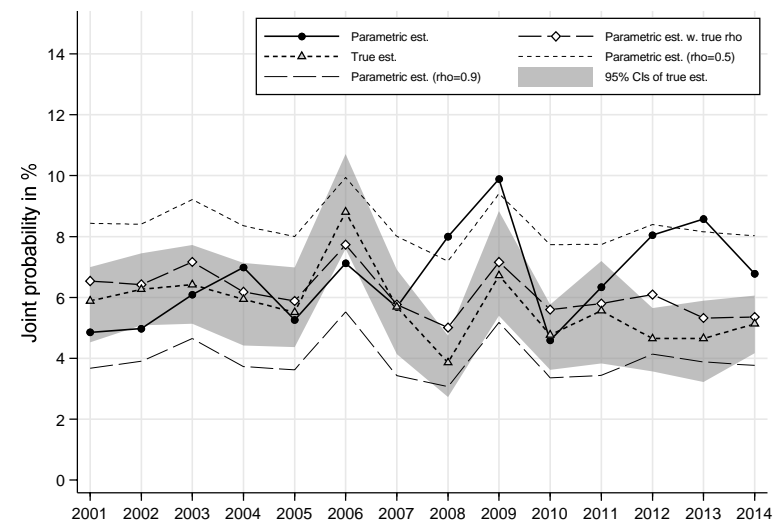 Parametric est.
Parametric est. w. true rho
True est.
Parametric est. (rho=0.5)
Parametric est. (rho=0.9)
95% CIs of true est.
Joint probability in %
14
12
10
8
6
4
2
0
2001 2002 2003 2004 2005 2006 2007 2008 2009 2010 2011 2012 2013 2014